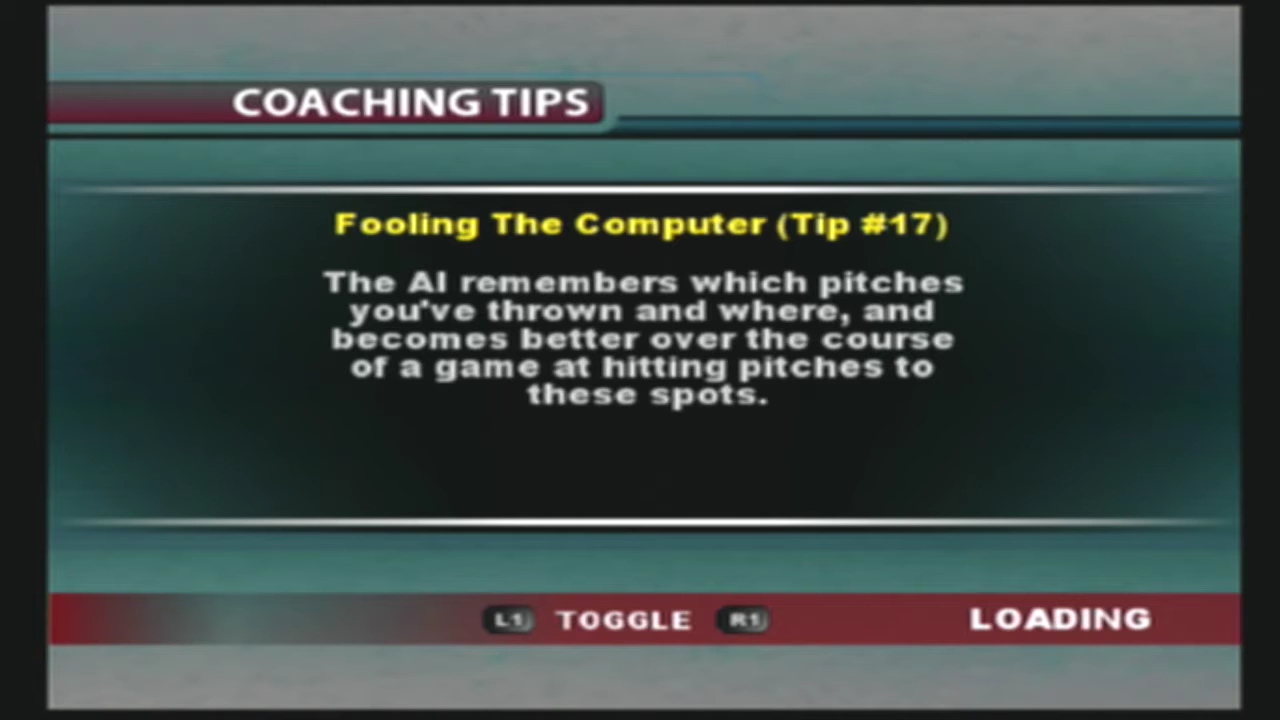 COACHING TIPS
Fooling The Computer (Tip #17)
The AI remembers which pitches
you've thrown and where, and
becomes better over the course
of a game at hitting pitches to
these spots.
L1 TOGGLE R1
LOADING